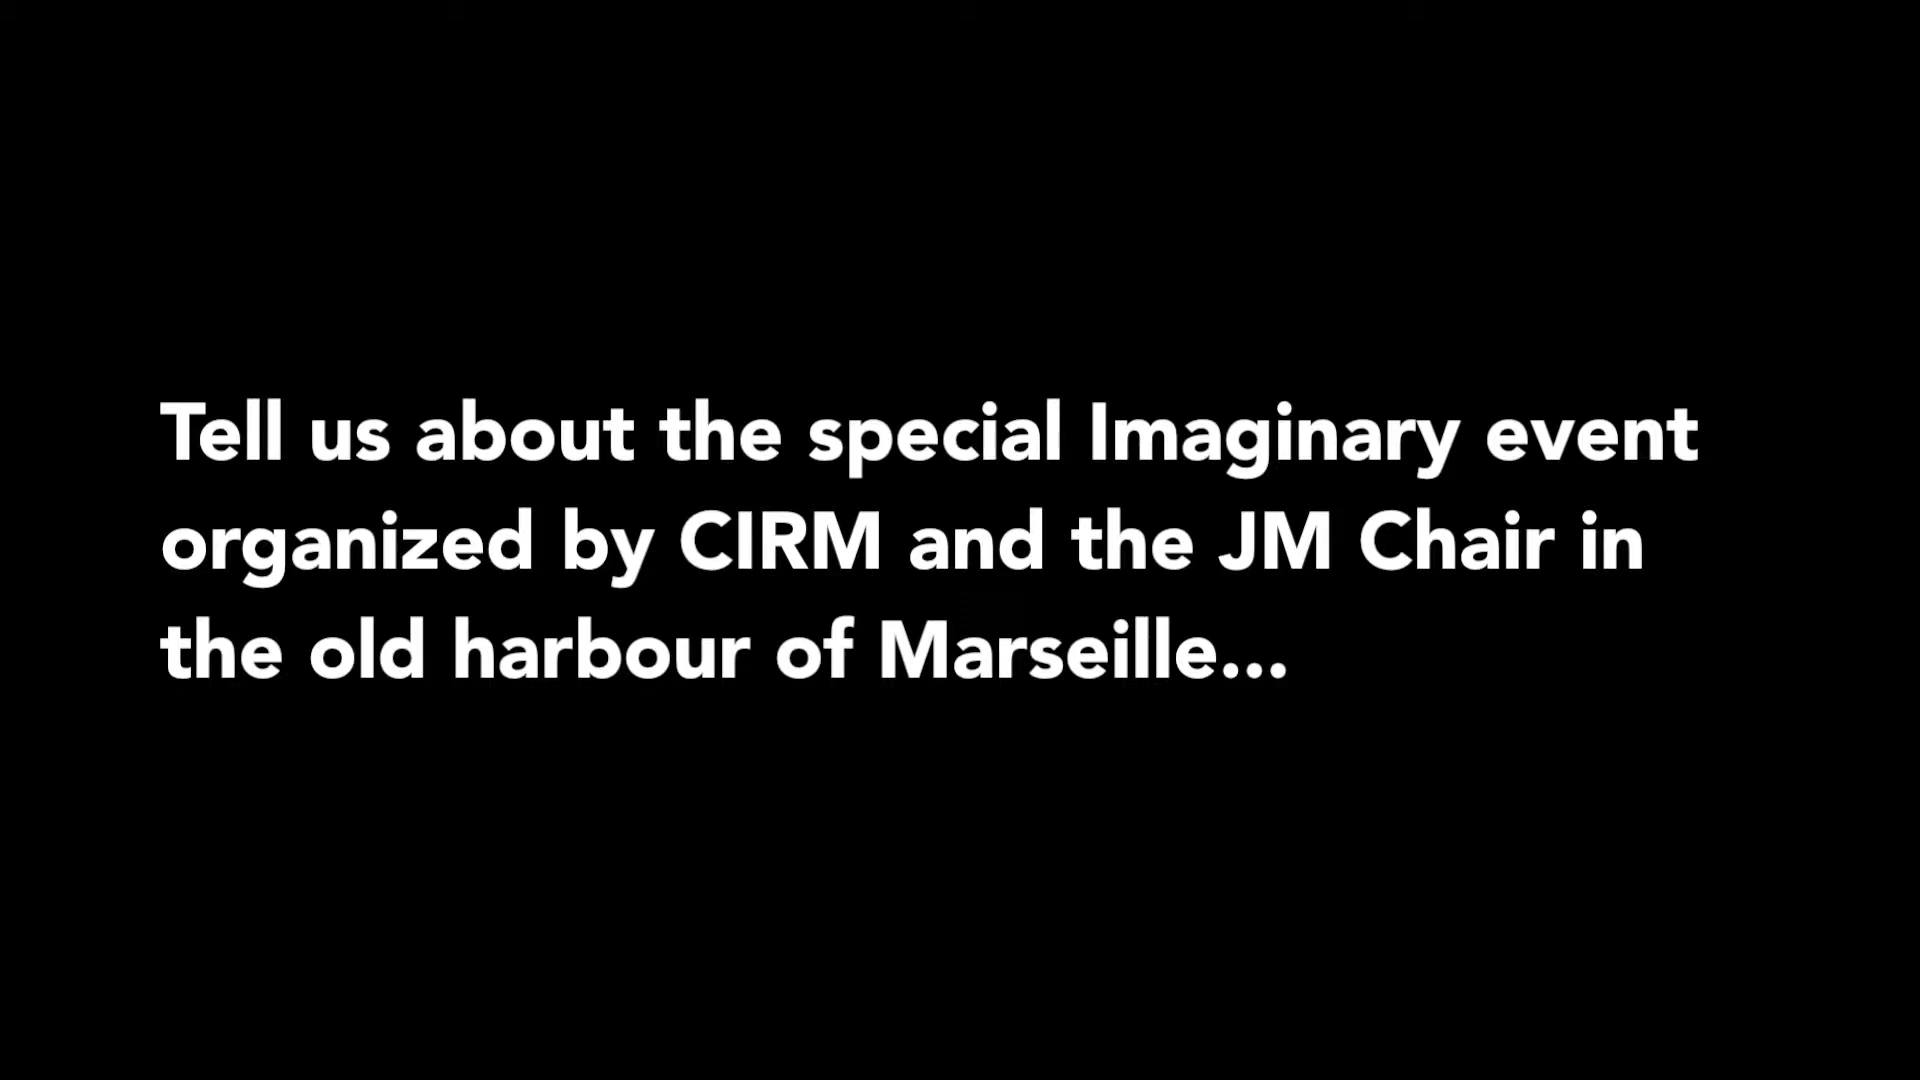 Tell us about the special Imaginary event
organized by CIRM and the JM Chair in
the old harbour of Marseille...